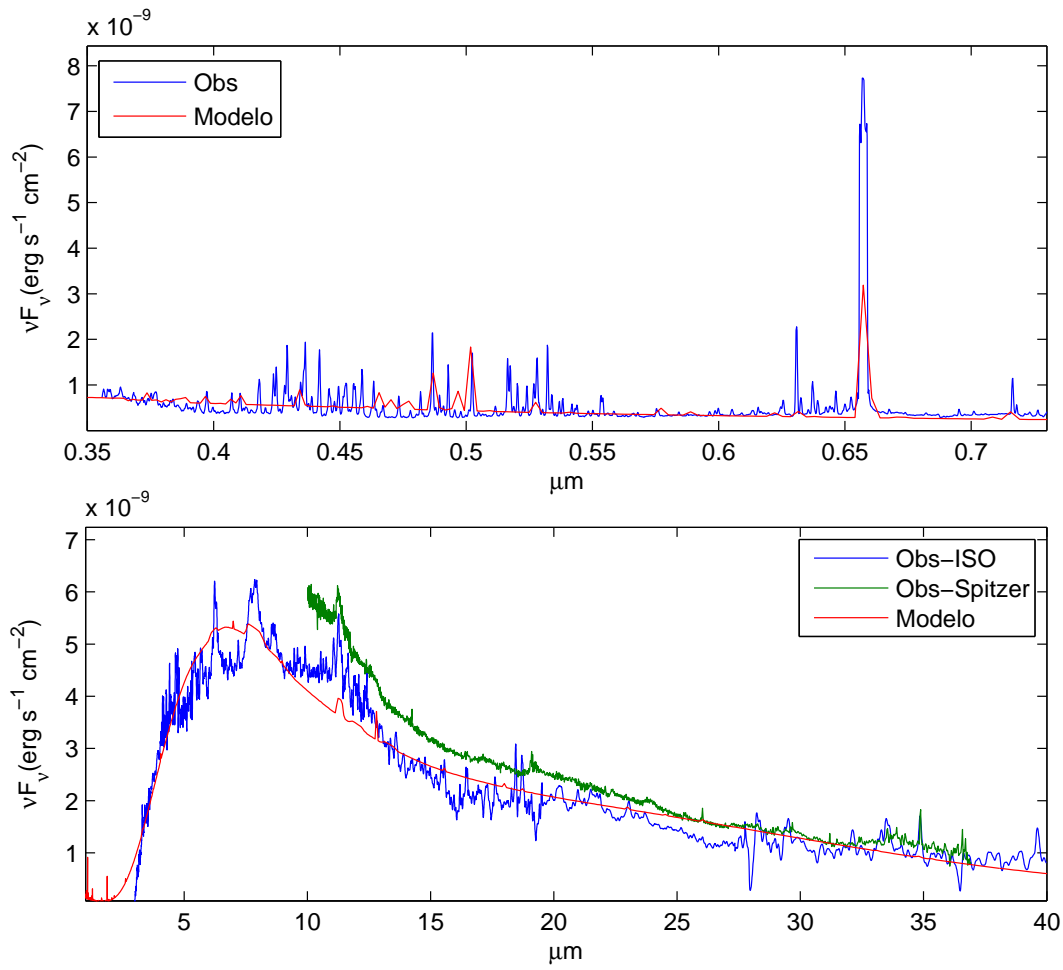 x 10⁻⁹
8
7
6
5
4
3
2
1
νFν(erg s⁻¹ cm⁻²)
Obs
Modelo
0.35 0.4 0.45 0.5 0.55 0.6 0.65 0.7
μm
x 10⁻⁹
7
6
5
4
3
2
1
νFν(erg s⁻¹ cm⁻²)
Obs−ISO
Obs−Spitzer
Modelo
5 10 15 20 25 30 35 40
μm